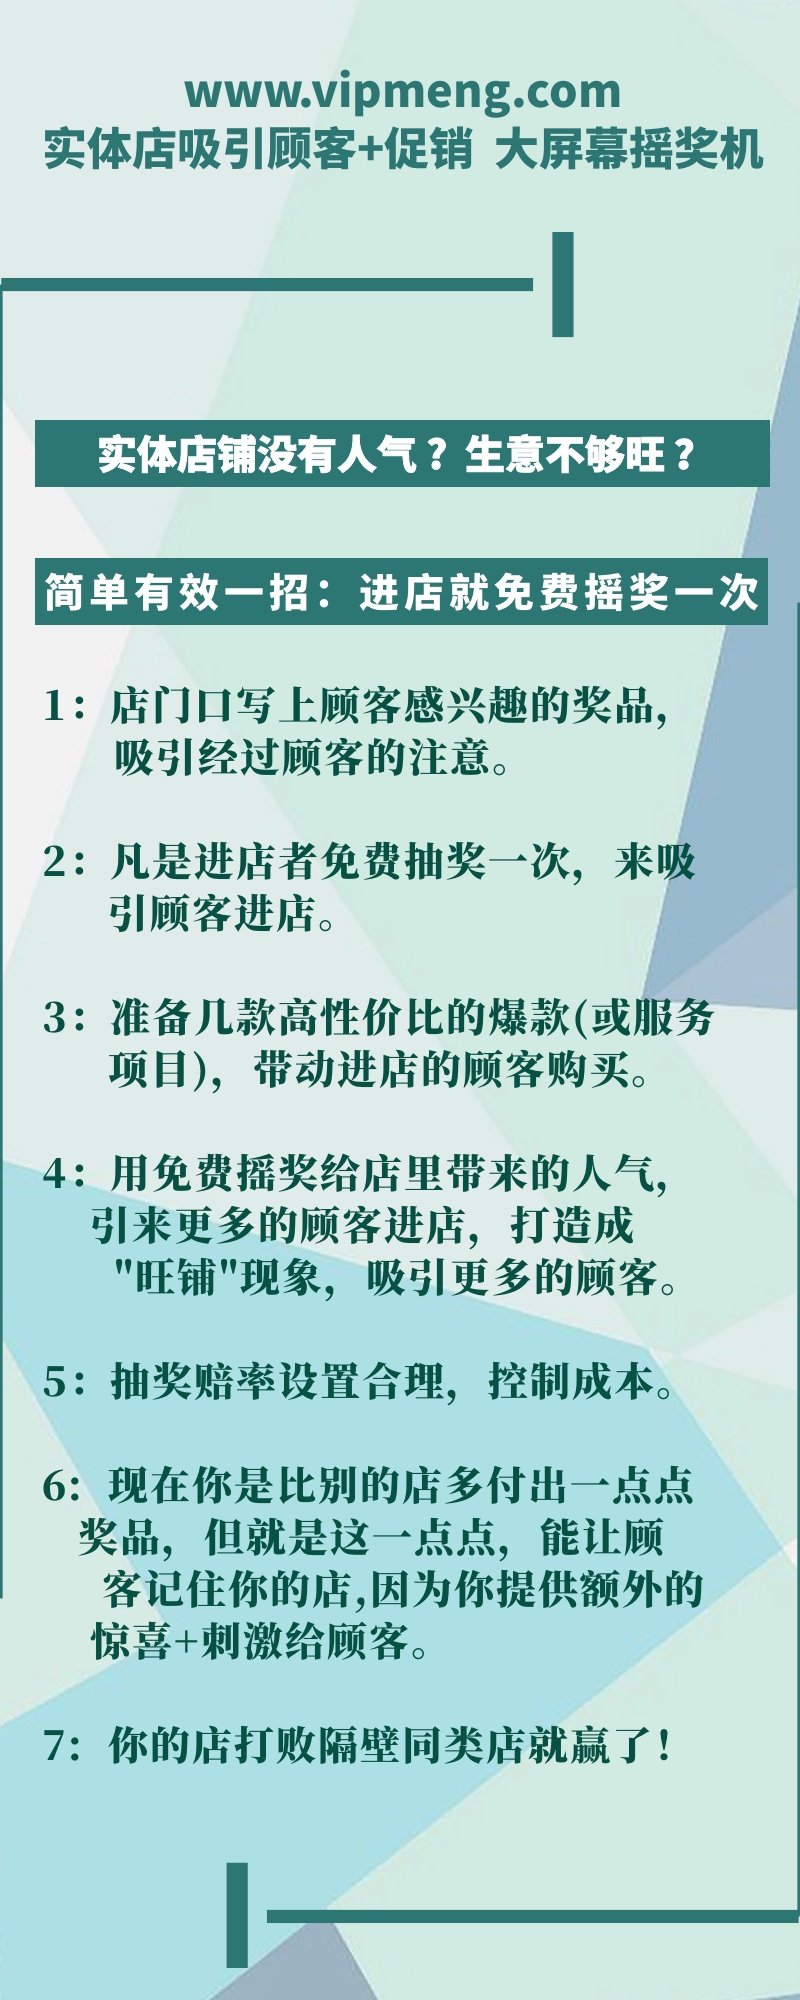 www.vipmeng.com
实体店吸引顾客+促销 大屏幕摇奖机
实体店铺没有人气？生意不够旺？
简单有效一招：进店就免费摇奖一次
1：店门口写上顾客感兴趣的奖品，
吸引经过顾客的注意。
2：凡是进店者免费抽奖一次，来吸
引顾客进店。
3：准备几款高性价比的爆款(或服务
项目)，带动进店的顾客购买。
4：用免费摇奖给店里带来的人气，
引来更多的顾客进店，打造成
"旺铺"现象，吸引更多的顾客。
5：抽奖赔率设置合理，控制成本。
6：现在你是比别的店多付出一点点
奖品，但就是这一点点，能让顾
客记住你的店,因为你提供额外的
惊喜+刺激给顾客。
7：你的店打败隔壁同类店就赢了！